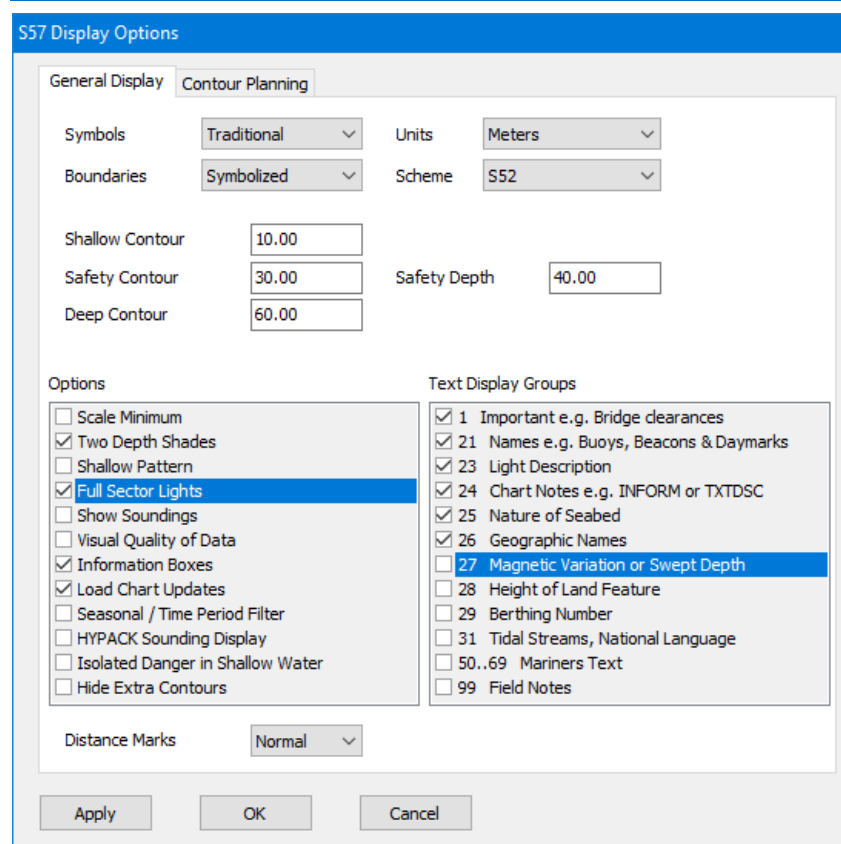 S57 Display Options
General Display Contour Planning
Symbols Traditional Units Meters
Boundaries Symbolized Scheme S52
Shallow Contour 10.00
Safety Contour 30.00 Safety Depth 40.00
Deep Contour 60.00
Options
Scale Minimum
Two Depth Shades
Shallow Pattern
Full Sector Lights
Show Soundings
Visual Quality of Data
Information Boxes
Load Chart Updates
Seasonal / Time Period Filter
HYPACK Sounding Display
Isolated Danger in Shallow Water
Hide Extra Contours
Text Display Groups
1 Important e.g. Bridge clearances
21 Names e.g. Buoys, Beacons & Daymarks
23 Light Description
24 Chart Notes e.g. INFORM or TXTDSC
25 Nature of Seabed
26 Geographic Names
27 Magnetic Variation or Swept Depth
28 Height of Land Feature
29 Berthing Number
31 Tidal Streams, National Language
50..69 Mariners Text
99 Field Notes
Distance Marks Normal
Apply OK Cancel